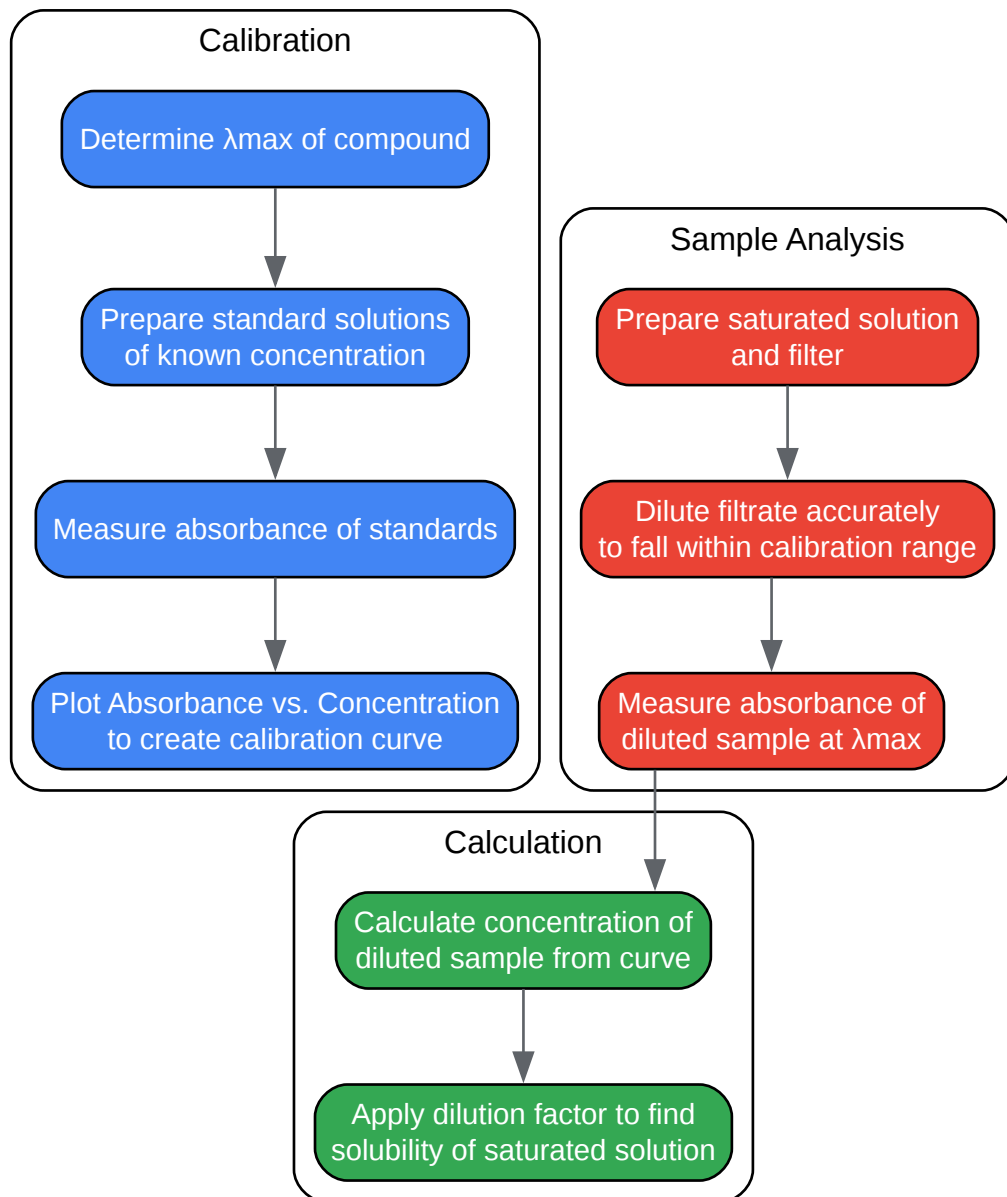 Calibration
Determine λmax of compound
Prepare standard solutions
of known concentration
Measure absorbance of standards
Plot Absorbance vs. Concentration
to create calibration curve
Sample Analysis
Prepare saturated solution
and filter
Dilute filtrate accurately
to fall within calibration range
Measure absorbance of
diluted sample at λmax
Calculation
Calculate concentration of
diluted sample from curve
Apply dilution factor to find
solubility of saturated solution